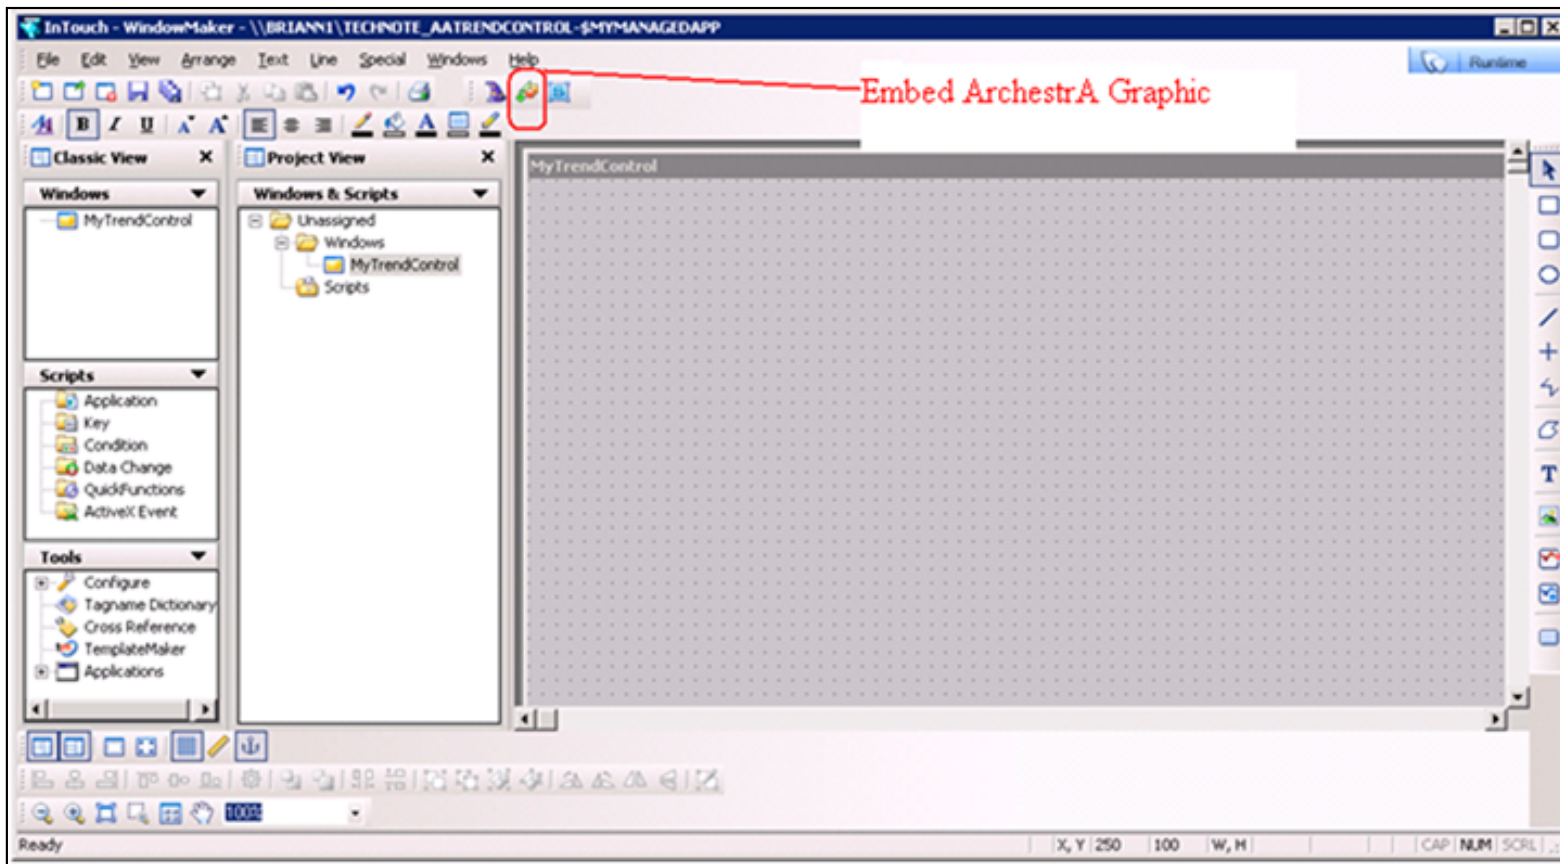 InTouch - WindowMaker - \\BRIANN1\TECHNOTE_AATRENDCONTROL-$MYMANAGEDAPP
File Edit View Arrange Text Line Special Windows Help
Runtime
Embed ArchestrA Graphic
B I U A A A
Classic View
Project View
MyTrendControl
Windows
Windows & Scripts
MyTrendControl
Unassigned
Windows
MyTrendControl
Scripts
Scripts
Application
Key
Condition
Data Change
QuickFunctions
ActiveX Event
T
Tools
Configure
Tagname Dictionary
Cross Reference
TemplateMaker
Applications
100%
Ready
X, Y 250 100 W, H CAP NUM SCRL